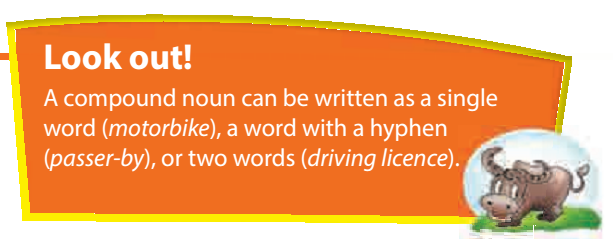 Look out!
A compound noun can be written as a single
word (motorbike), a word with a hyphen
(passer-by), or two words (driving licence).